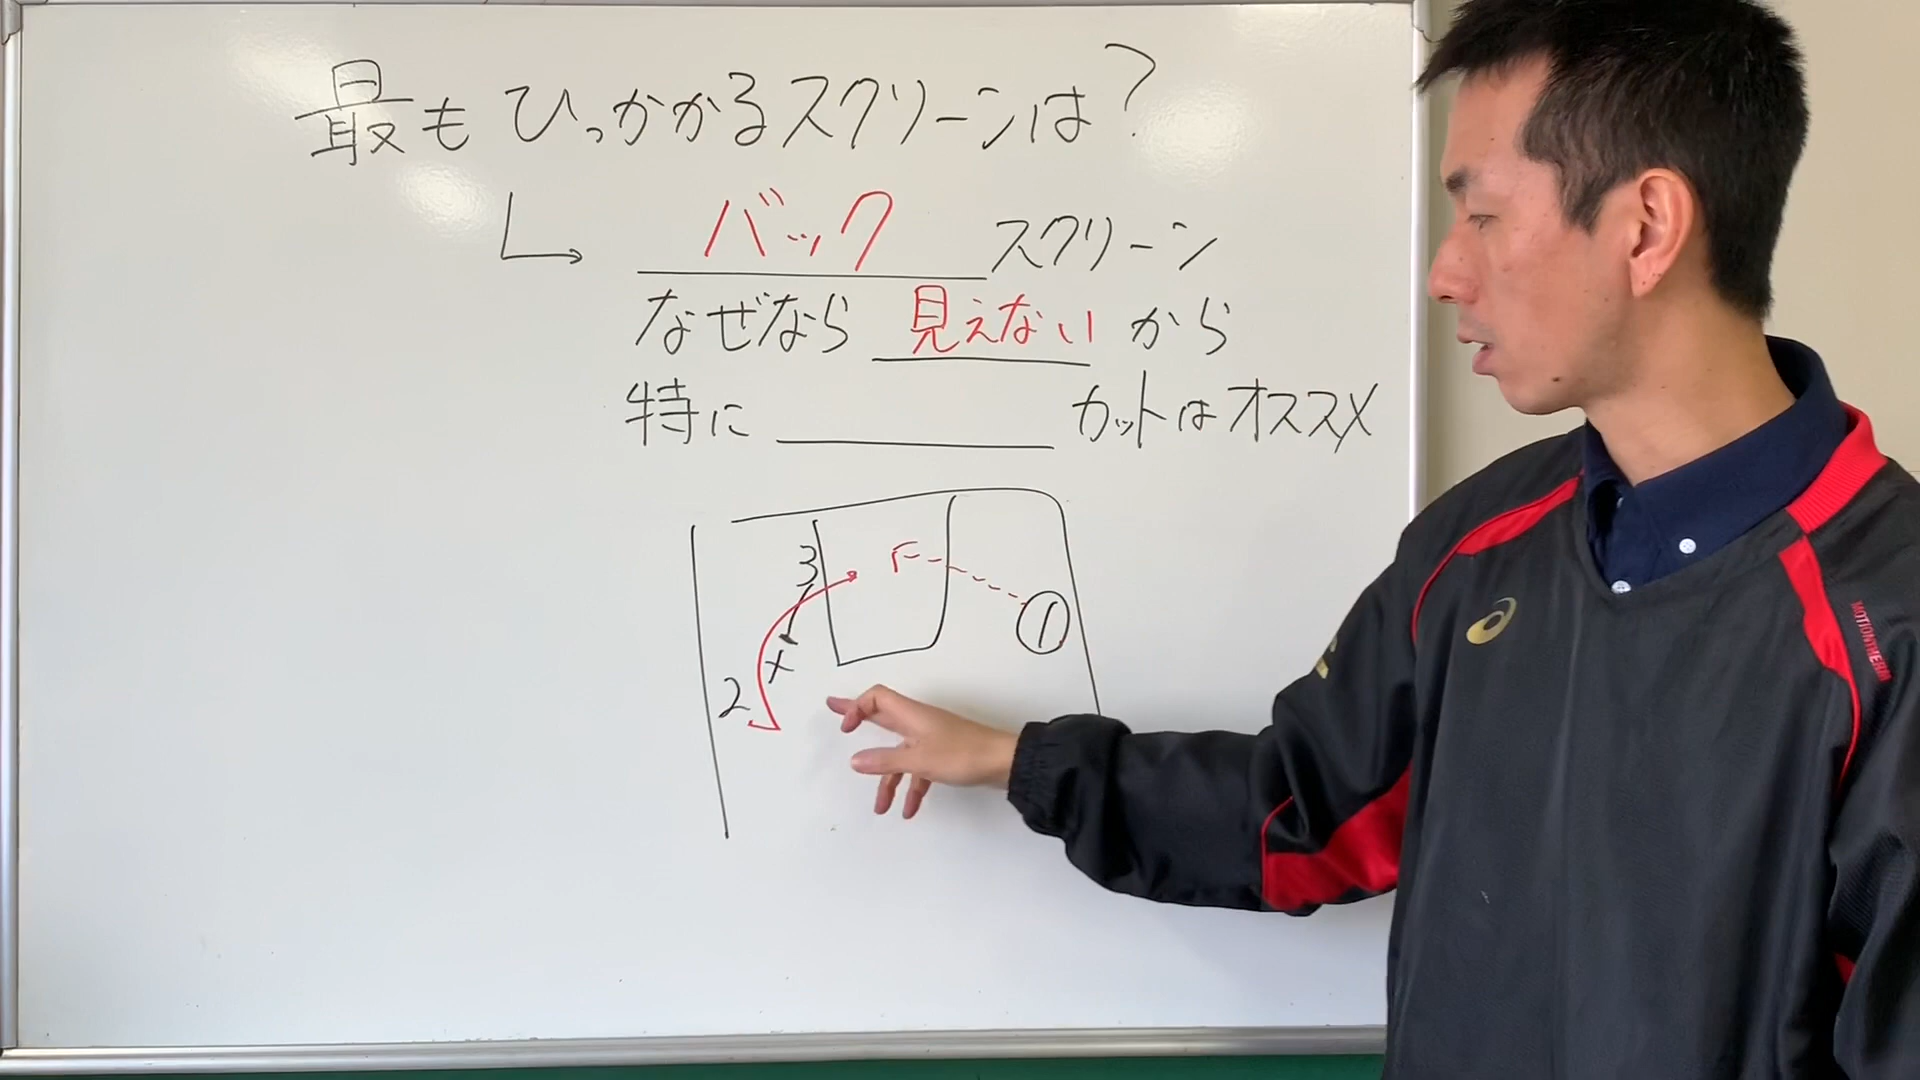 最もひっかかるスクリーンは?
バックスクリーン
なぜなら 見えない から
特に カットはオススメ
3
1
x
2
MOTIONTHERM